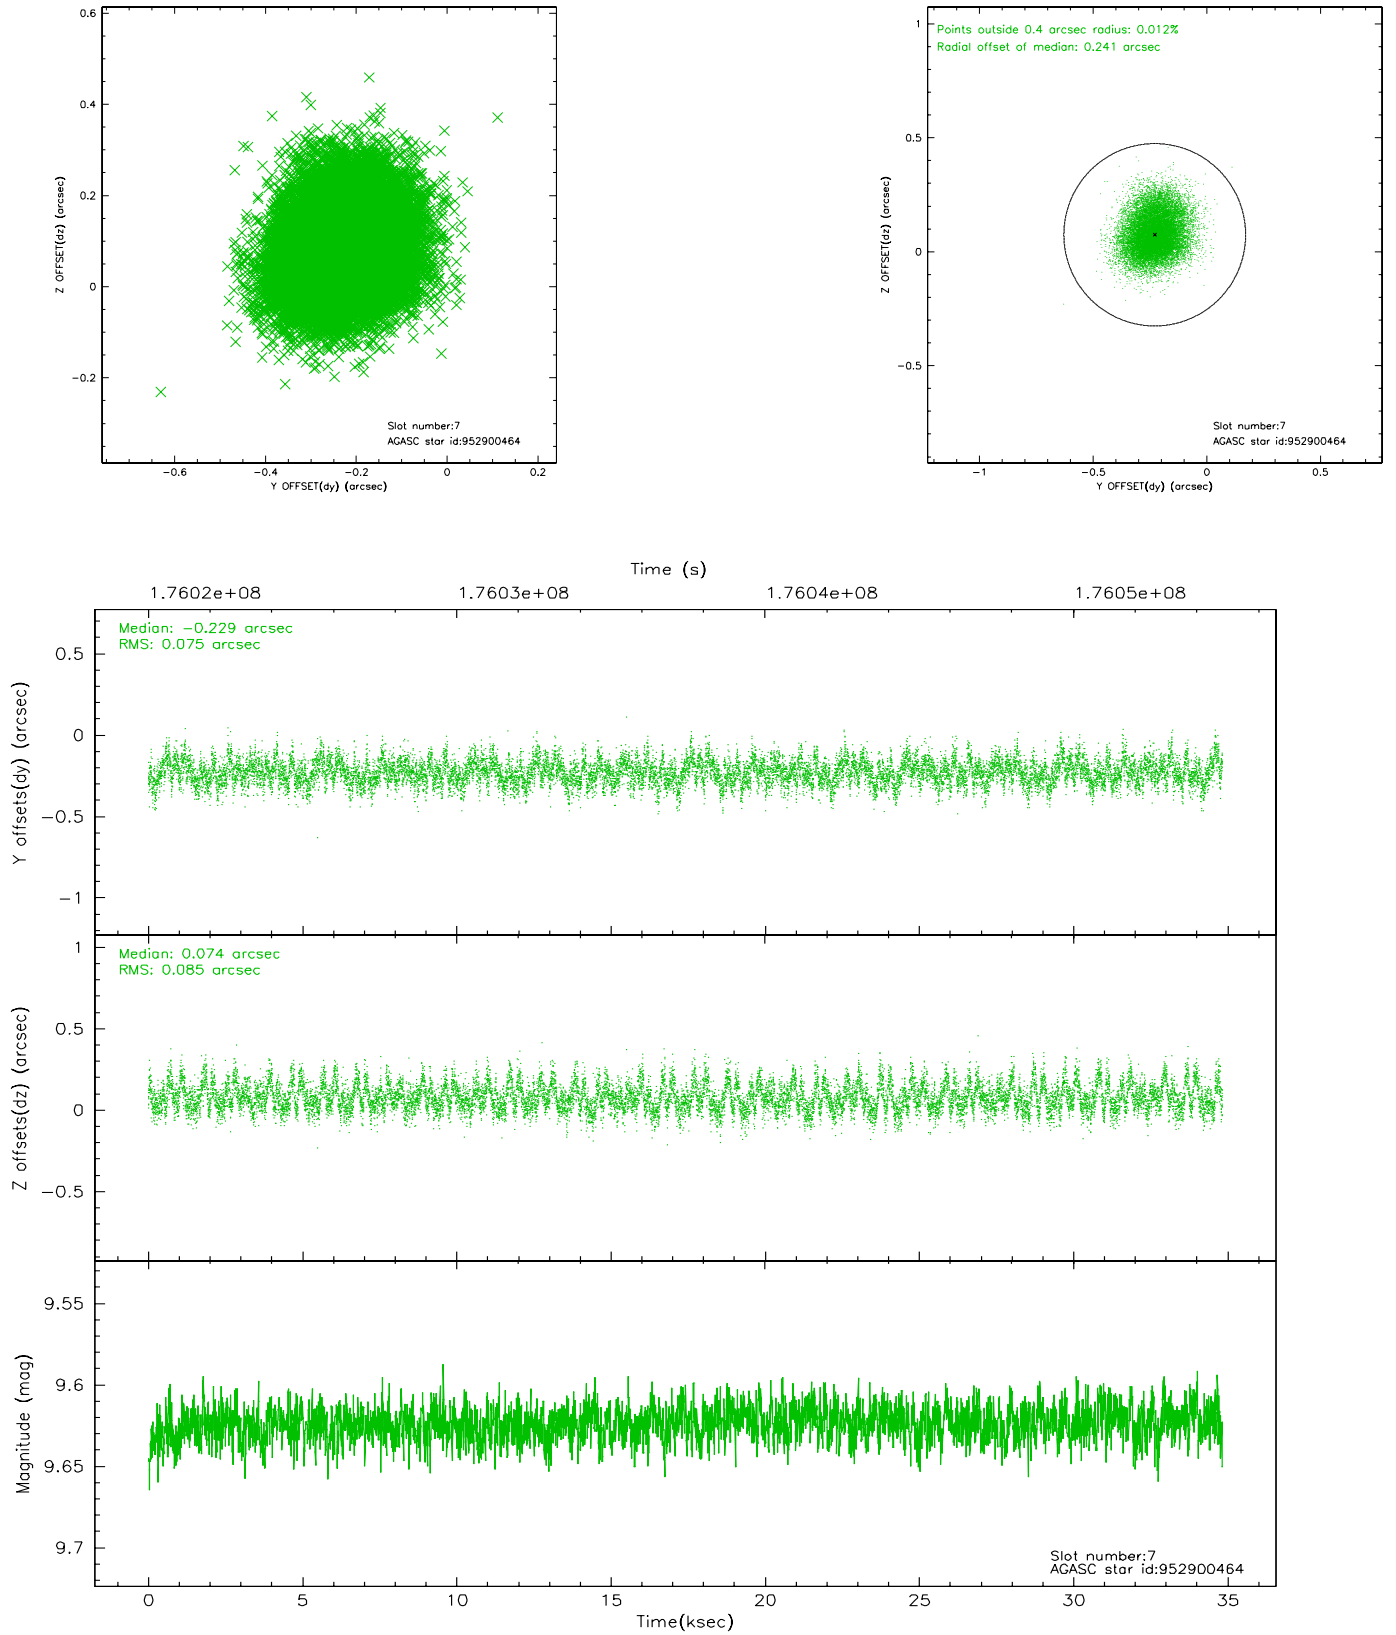 0.6
0.4
0.2
0
-0.2
Z OFFSET(dz) (arcsec)
Slot number:7
AGASC star id:952900464
-0.6 -0.4 -0.2 0 0.2
Y OFFSET(dy) (arcsec)
Points outside 0.4 arcsec radius: 0.012%
Radial offset of median: 0.241 arcsec
1
0.5
0
-0.5
Z OFFSET(dz) (arcsec)
Slot number:7
AGASC star id:952900464
-1 -0.5 0 0.5
Y OFFSET(dy) (arcsec)
Time (s)
1.7602e+08 1.7603e+08 1.7604e+08 1.7605e+08
Median: -0.229 arcsec
RMS: 0.075 arcsec
0.5
0
-0.5
-1
Y offsets(dy) (arcsec)
Median: 0.074 arcsec
RMS: 0.085 arcsec
1
0.5
0
-0.5
Z offsets(dz) (arcsec)
9.55
9.6
9.65
9.7
Magnitude (mag)
Slot number:7
AGASC star id:952900464
0 5 10 15 20 25 30 35
Time(ksec)